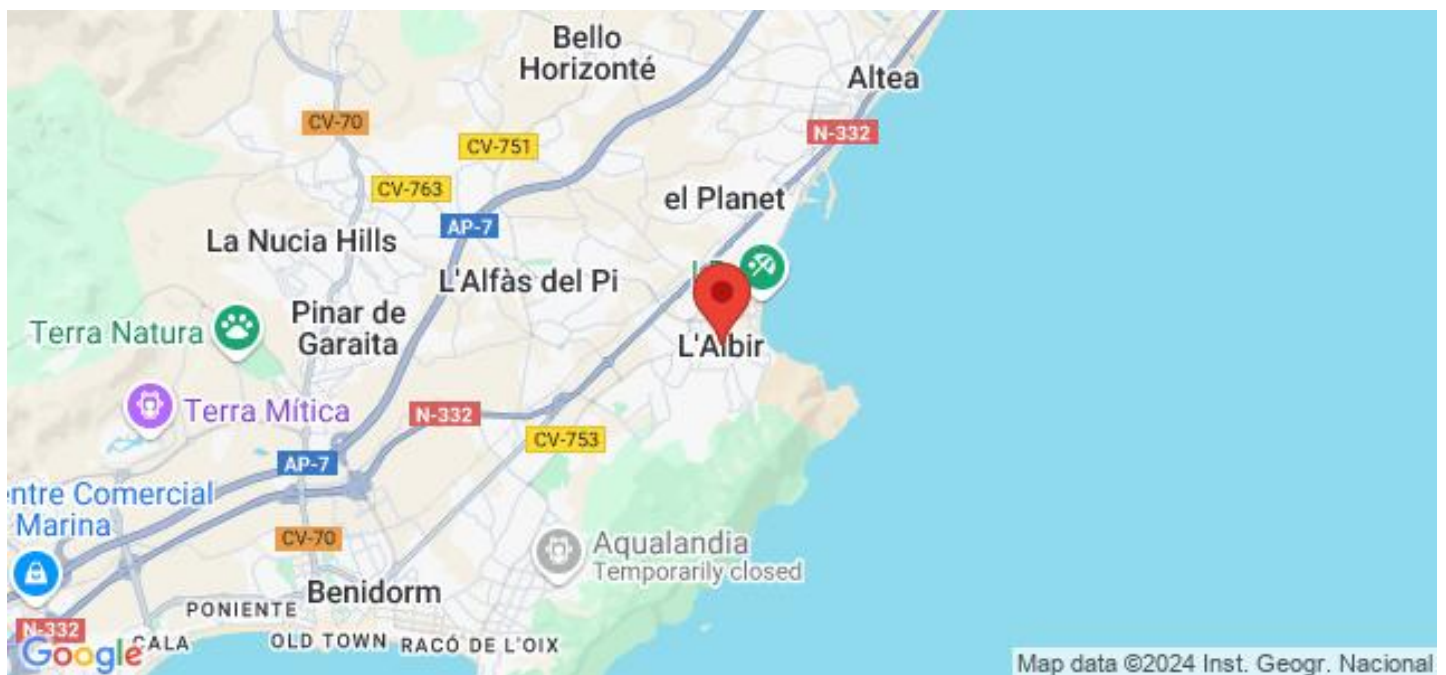 Bello
Horizonté
Altea
CV-70
N-332
CV-751
CV-763
el Planet
AP-7
La Nucia Hills
L'Alfàs del Pi
Pinar de
Garaita
Terra Natura
L'Albir
Terra Mítica
N-332
CV-753
AP-7
entre Comercial
Marina
CV-70
Aqualandia
Temporarily closed
Benidorm
PONIENTE
N-332
CALA
OLD TOWN
RACÓ DE L'OIX
Google
Map data ©2024 Inst. Geogr. Nacional